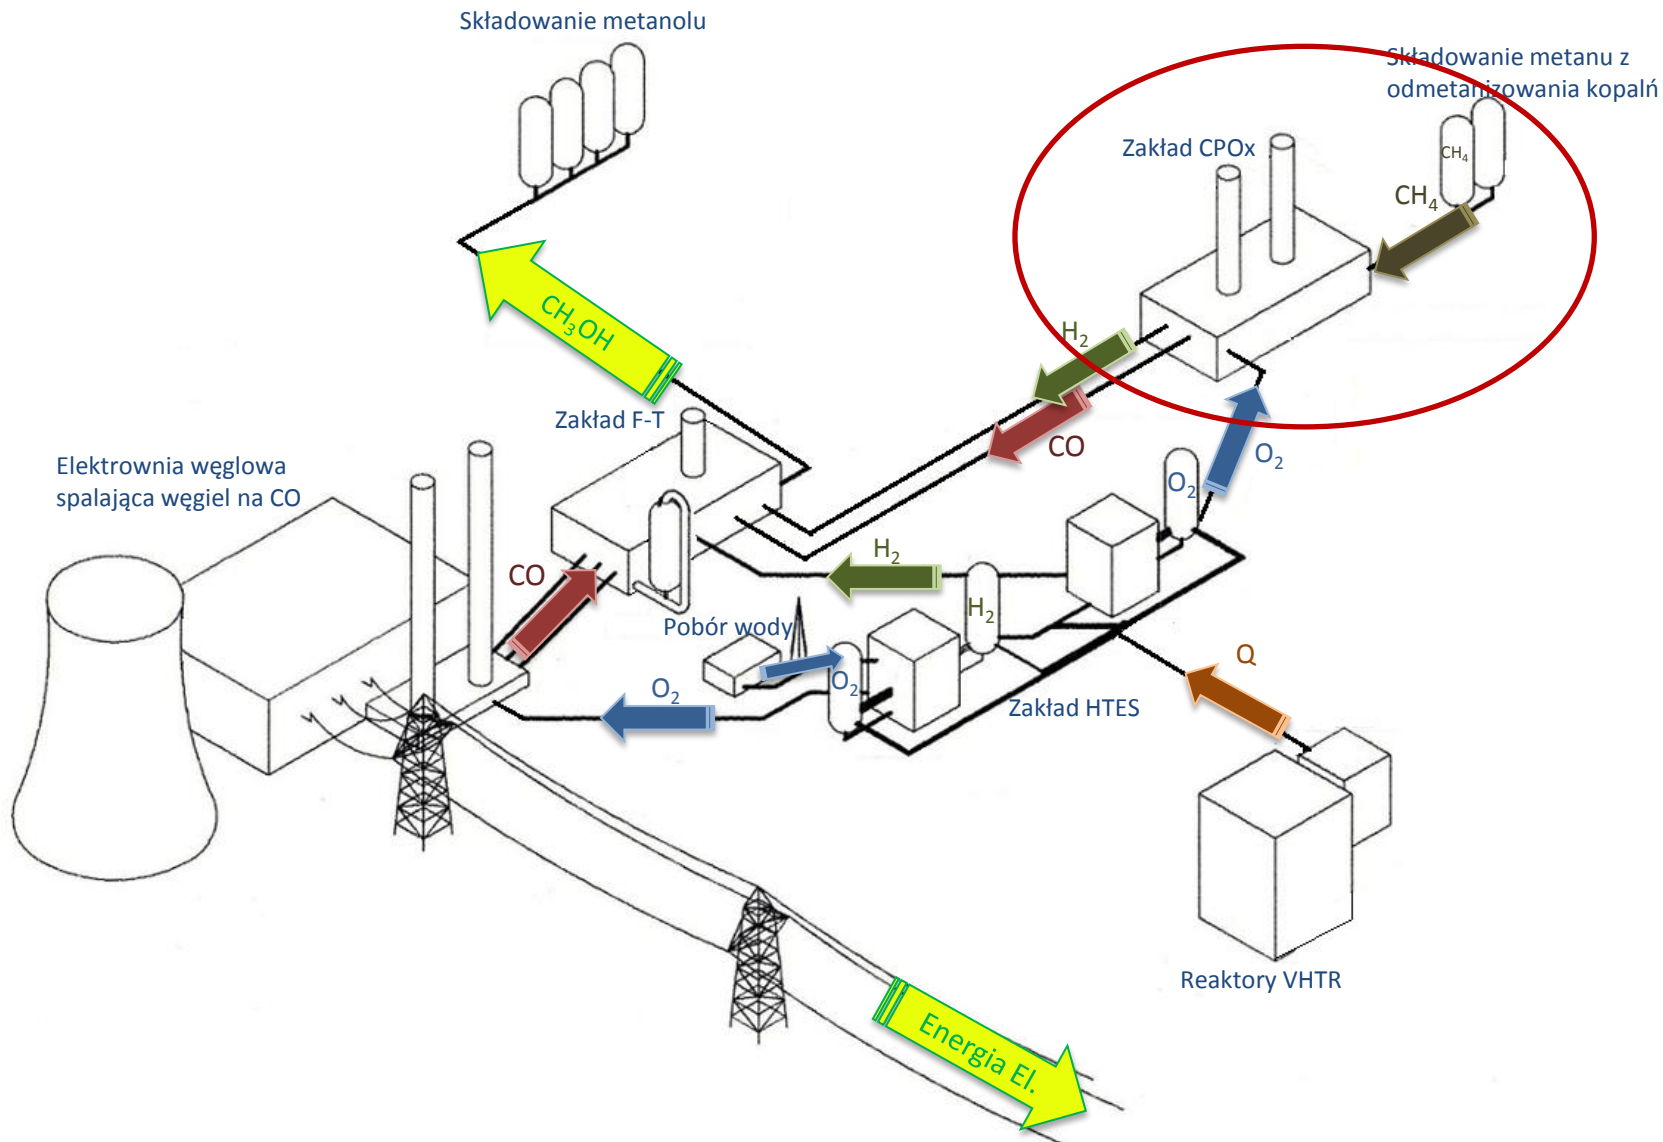 Składowanie metanolu
Składowanie metanu z
odmetanizowania kopalń
Zakład CPOx
CH₄
CH₄
H₂
CO
O₂
CH₃OH
Zakład F-T
Elektrownia węglowa
spalająca węgiel na CO
CO
O₂
H₂
H₂
Pobór wody
O₂
O₂
Zakład HTES
Q
Reaktory VHTR
Energia El.